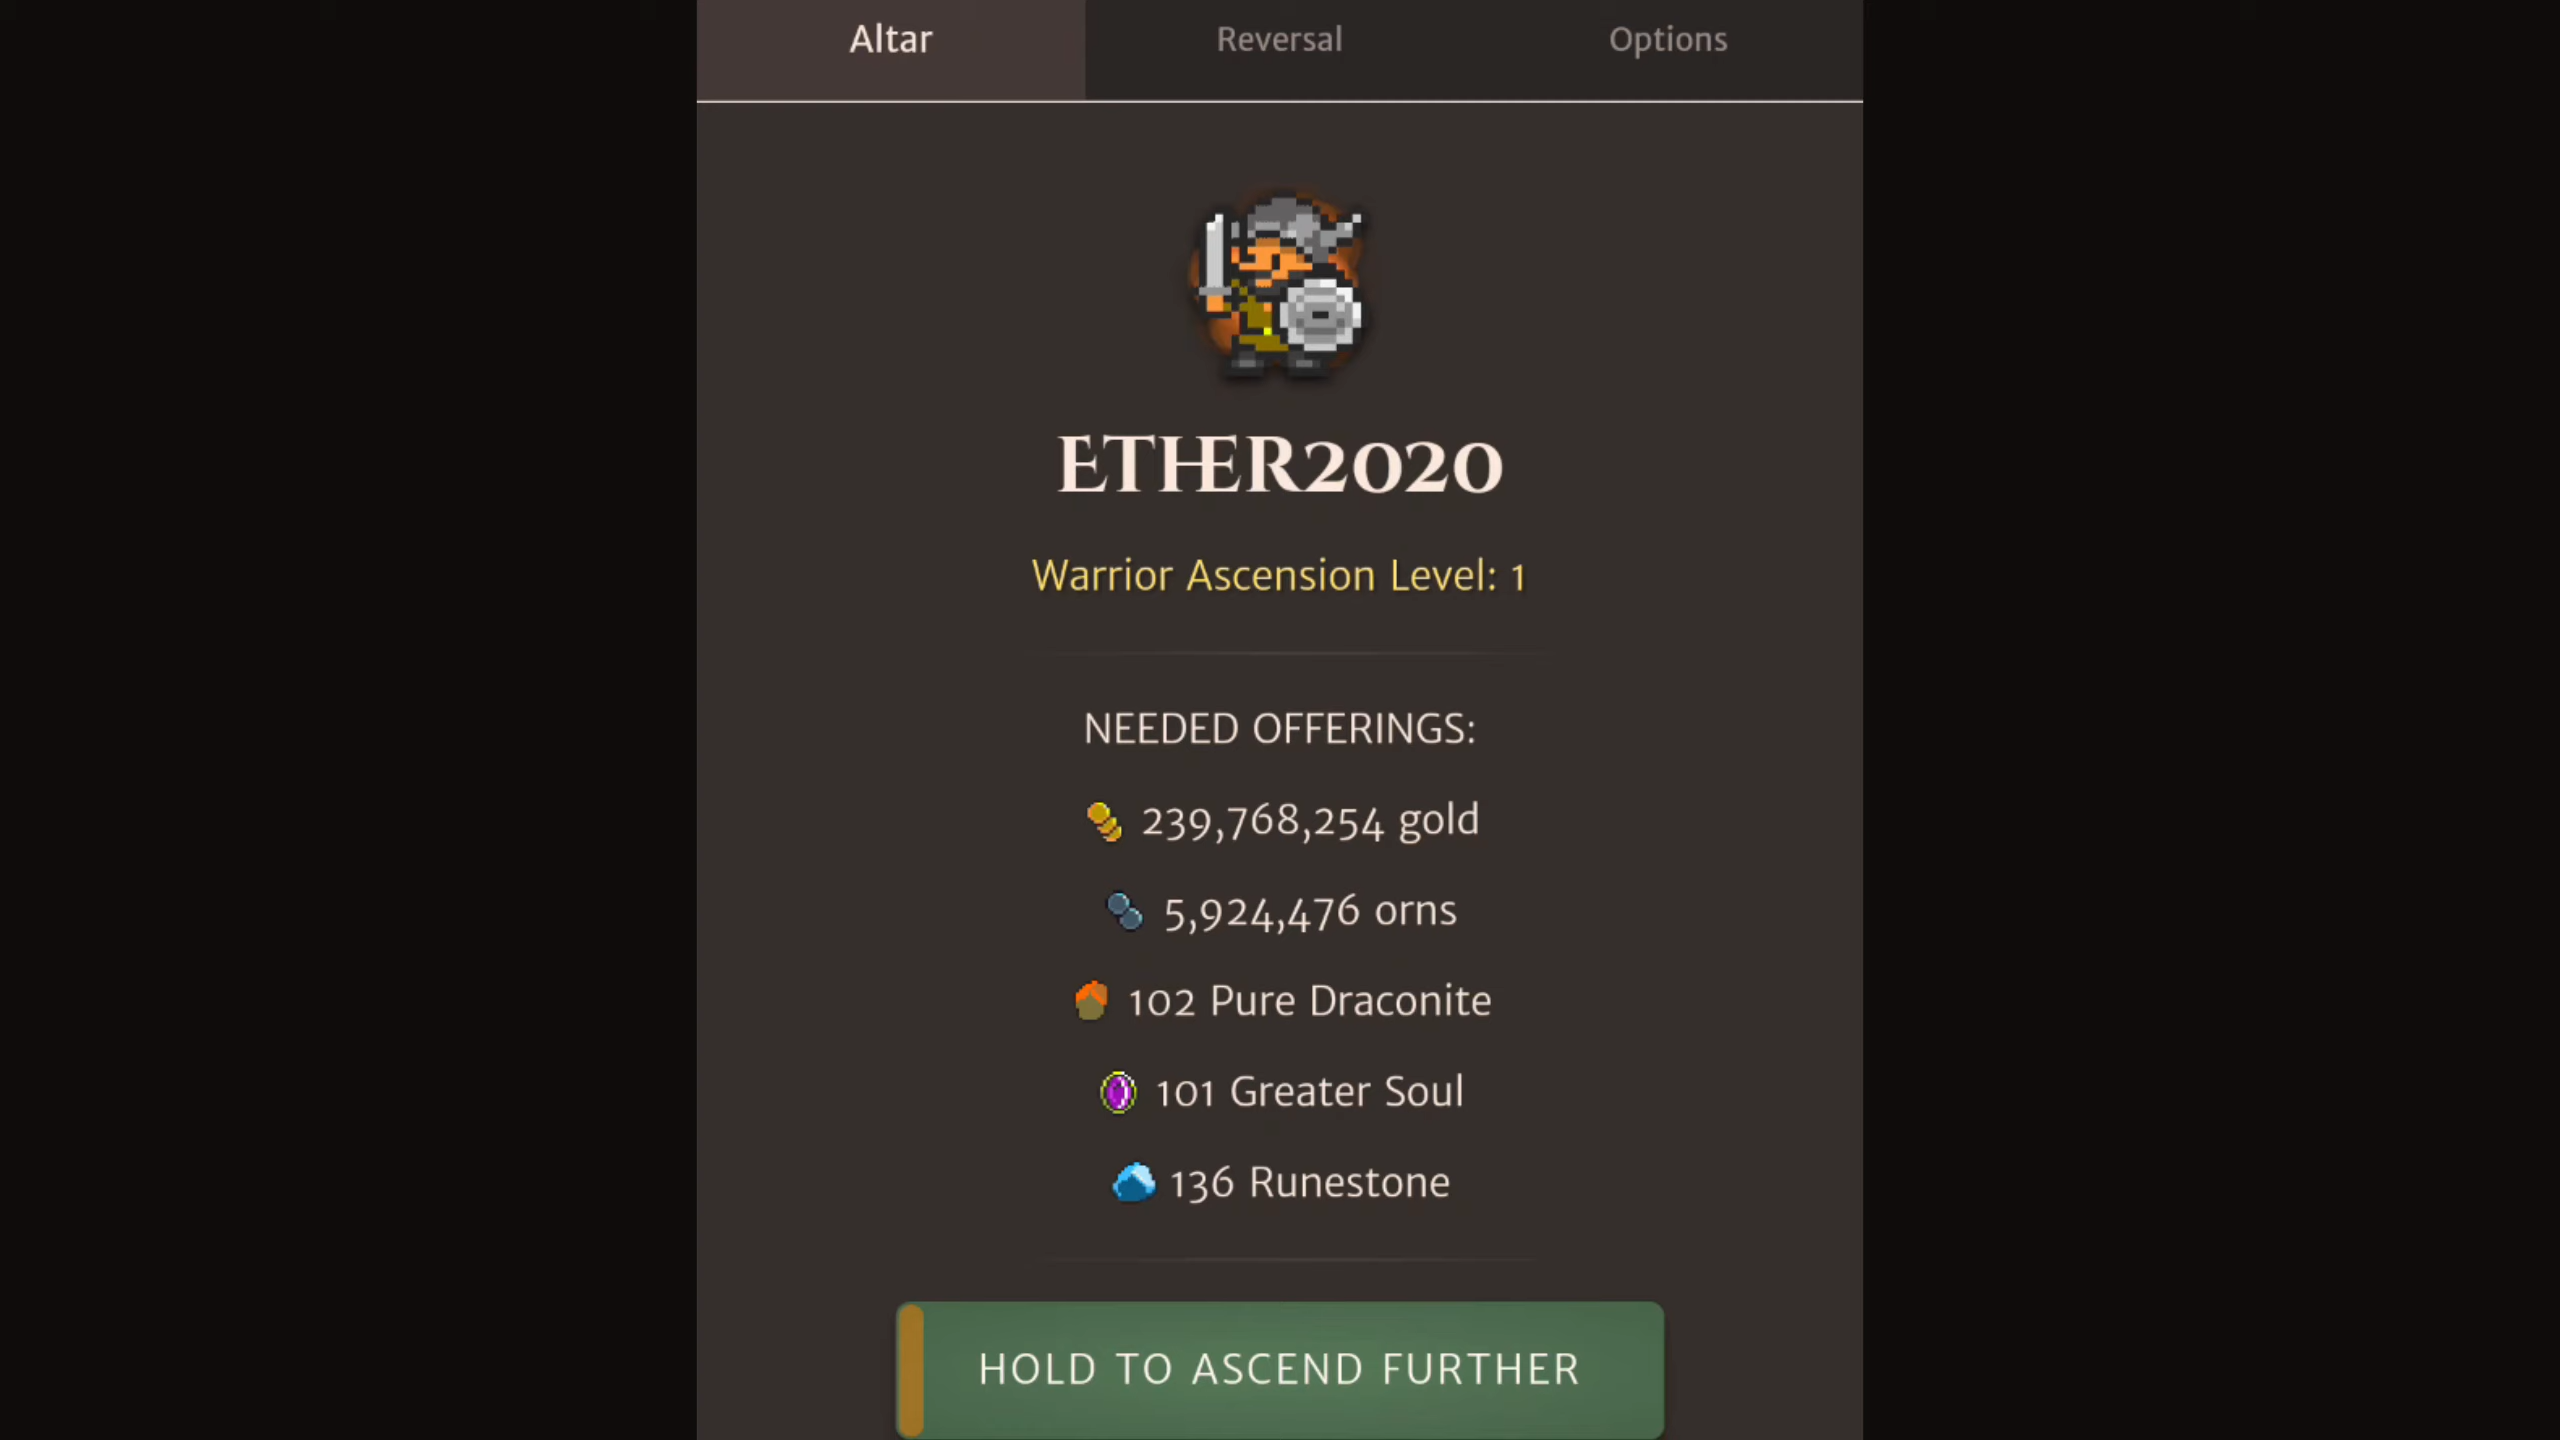 Altar
Reversal
Options
ETHER2020
Warrior Ascension Level: 1
NEEDED OFFERINGS:
239,768,254 gold
5,924,476 orns
102 Pure Draconite
101 Greater Soul
136 Runestone
HOLD TO ASCEND FURTHER